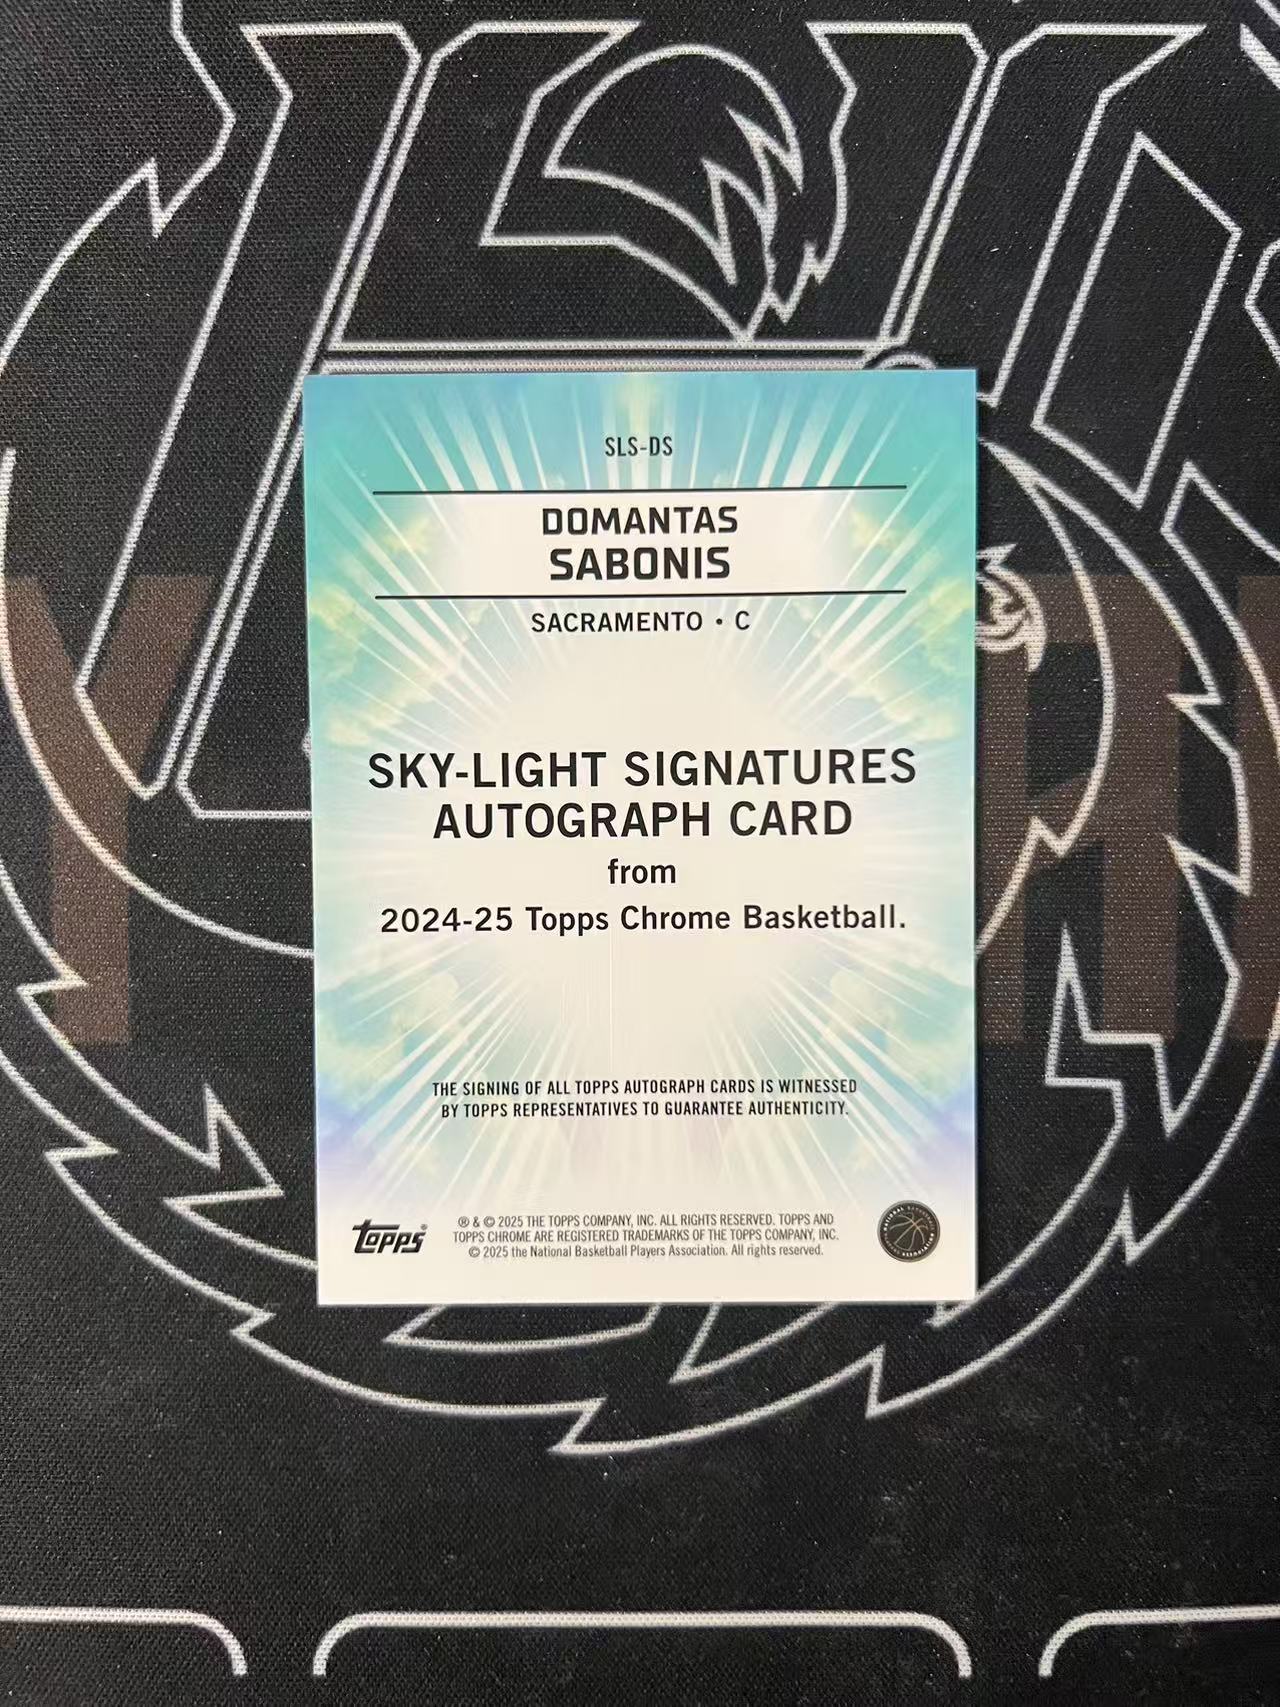 SLS-DS
DOMANTAS
SABONIS
SACRAMENTO • C
SKY-LIGHT SIGNATURES
AUTOGRAPH CARD
from
2024-25 Topps Chrome Basketball.
THE SIGNING OF ALL TOPPS AUTOGRAPH CARDS IS WITNESSED
BY TOPPS REPRESENTATIVES TO GUARANTEE AUTHENTICITY.
topps®
® & © 2025 THE TOPPS COMPANY, INC. ALL RIGHTS RESERVED. TOPPS AND
TOPPS CHROME ARE REGISTERED TRADEMARKS OF THE TOPPS COMPANY, INC.
© 2025 the National Basketball Players Association. All rights reserved.